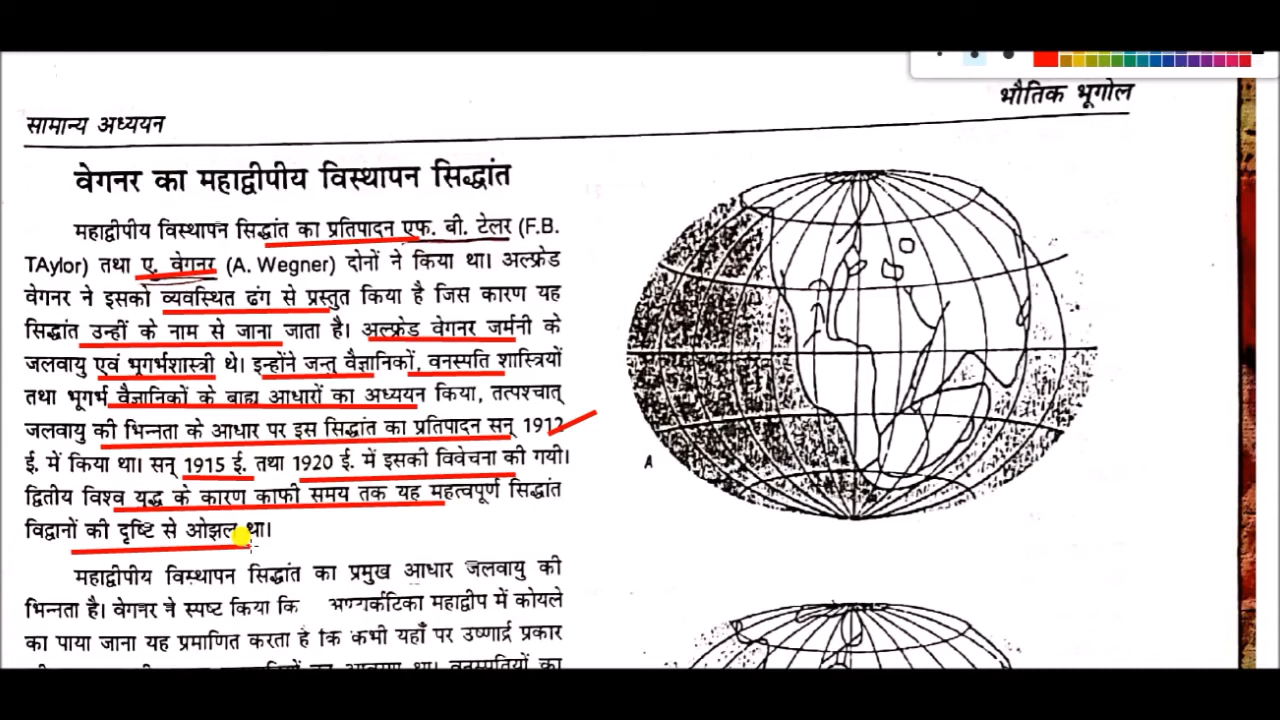 भौतिक भूगोल
सामान्य अध्ययन
वेगनर का महाद्वीपीय विस्थापन सिद्धांत
महाद्वीपीय विस्थापन सिद्धांत का प्रतिपादन एफ. बी. टेलर (F.B.
TAylor) तथा ए. वेगनर (A. Wegner) दोनों ने किया था। अल्फ्रेड
वेगनर ने इसको व्यवस्थित ढंग से प्रस्तुत किया है जिस कारण यह
सिद्धांत उन्हीं के नाम से जाना जाता है। अल्फ्रेड वेगनर जर्मनी के
जलवायु एवं भूगर्भशास्त्री थे। इन्होंने जन्तु वैज्ञानिकों, वनस्पति शास्त्रियों
तथा भूगर्भ वैज्ञानिकों के बाह्य आधारों का अध्ययन किया, तत्पश्चात्
जलवायु की भिन्नता के आधार पर इस सिद्धांत का प्रतिपादन सन् 1912
ई. में किया था। सन् 1915 ई. तथा 1920 ई. में इसकी विवेचना की गयी।
द्वितीय विश्व युद्ध के कारण काफी समय तक यह महत्वपूर्ण सिद्धांत
विद्वानों की दृष्टि से ओझल था।
महाद्वीपीय विस्थापन सिद्धांत का प्रमुख आधार जलवायु की
भिन्नता है। वेगनर ने स्पष्ट किया कि महाद्वीप में कोयले
का पाया जाना यह प्रमाणित करता है कि कभी यहाँ पर उष्णार्द्र प्रकार
था। वनस्पतियों का
A